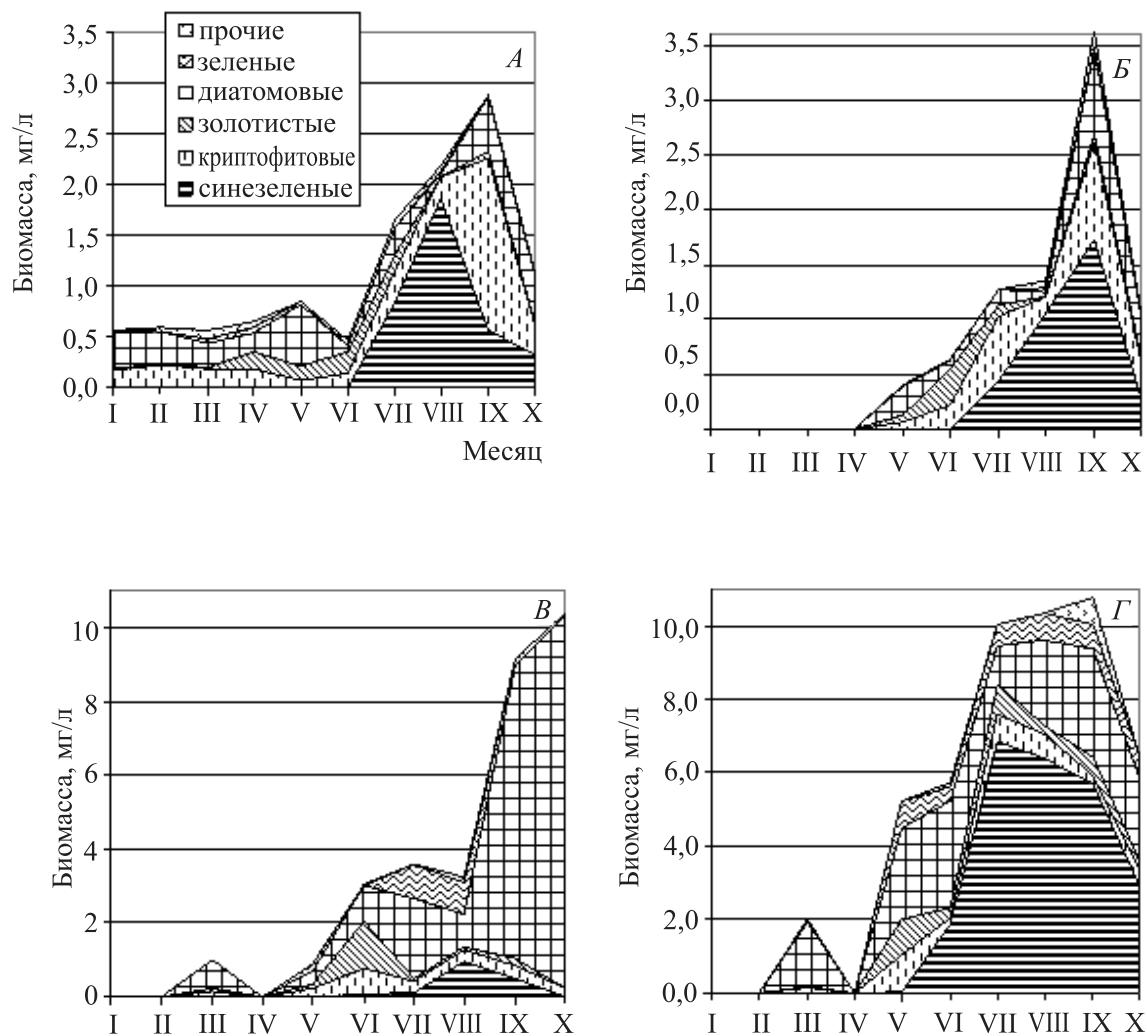 прочие
зеленые
диатомовые
золотистые
криптофитовые
синезеленые
А
Биомасса, мг/л
3,5
3,0
2,5
2,0
1,5
1,0
0,5
0,0
I II III IV V VI VII VIII IX X
Месяц
Б
Биомасса, мг/л
3,5
3,0
2,5
2,0
1,5
1,0
0,5
0,0
I II III IV V VI VII VIII IX X
В
Биомасса, мг/л
10
8
6
4
2
0
I II III IV V VI VII VIII IX X
Г
Биомасса, мг/л
10,0
8,0
6,0
4,0
2,0
0,0
I II III IV V VI VII VIII IX X